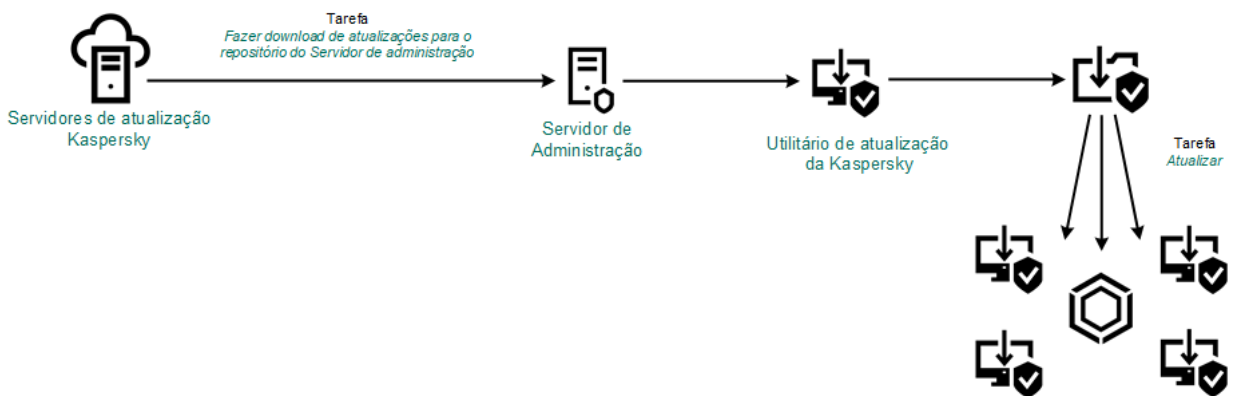 Tarefa
Fazer download de atualizações para o
repositório do Servidor de administração
Servidores de atualização
Kaspersky
Servidor de
Administração
Utilitário de atualização
da Kaspersky
Tarefa
Atualizar